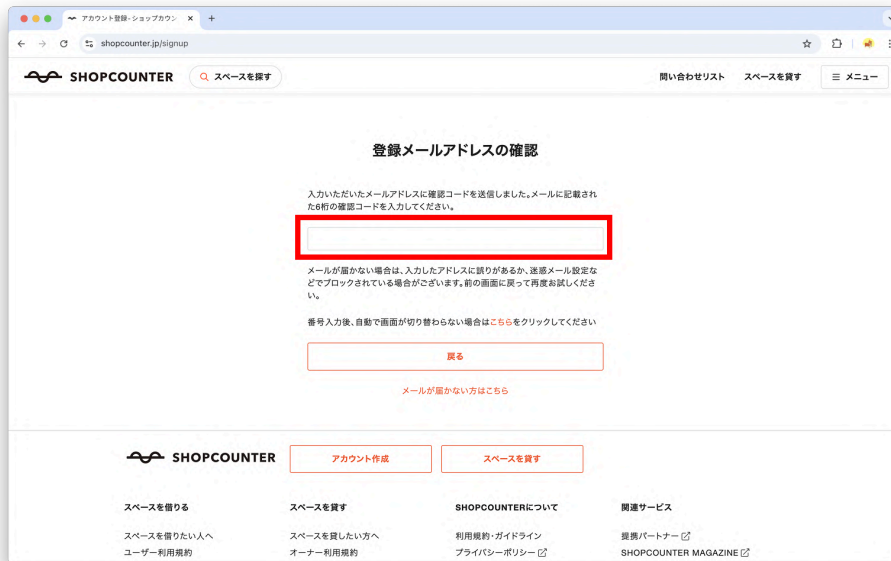 アカウント登録・ショップカウン
shopcounter.jp/signup
SHOPCOUNTER
スペースを探す
問い合わせリスト
スペースを貸す
メニュー
登録メールアドレスの確認
入力いただいたメールアドレスに確認コードを送信しました。メールに記載され
た6桁の確認コードを入力してください。
メールが届かない場合は、入力したアドレスに誤りがあるか、迷惑メール設定な
どでブロックされている場合がございます。前の画面に戻って再度お試しくださ
い。
番号入力後、自動で画面が切り替わらない場合はこちらをクリックしてください
戻る
メールが届かない方はこちら
SHOPCOUNTER
アカウント作成
スペースを貸す
スペースを借りる
スペースを貸す
SHOPCOUNTERについて
関連サービス
スペースを借りたい人へ
スペースを貸したい方へ
利用規約・ガイドライン
提携パートナー
ユーザー利用規約
オーナー利用規約
プライバシーポリシー
SHOPCOUNTER MAGAZINE